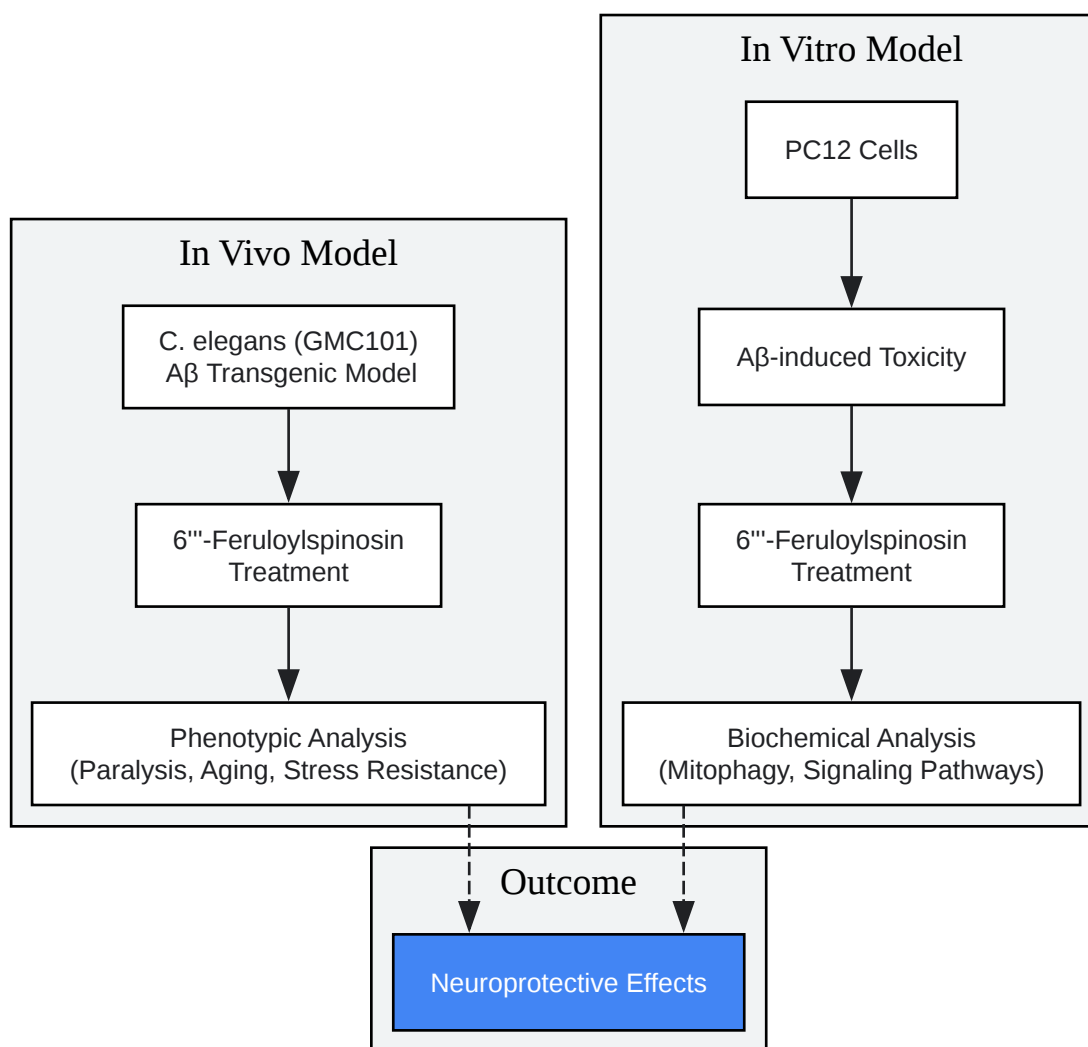 In Vivo Model
C. elegans (GMC101)
Aβ Transgenic Model
6'''-Feruloylspinosin
Treatment
Phenotypic Analysis
(Paralysis, Aging, Stress Resistance)
In Vitro Model
PC12 Cells
Aβ-induced Toxicity
6'''-Feruloylspinosin
Treatment
Biochemical Analysis
(Mitophagy, Signaling Pathways)
Outcome
Neuroprotective Effects